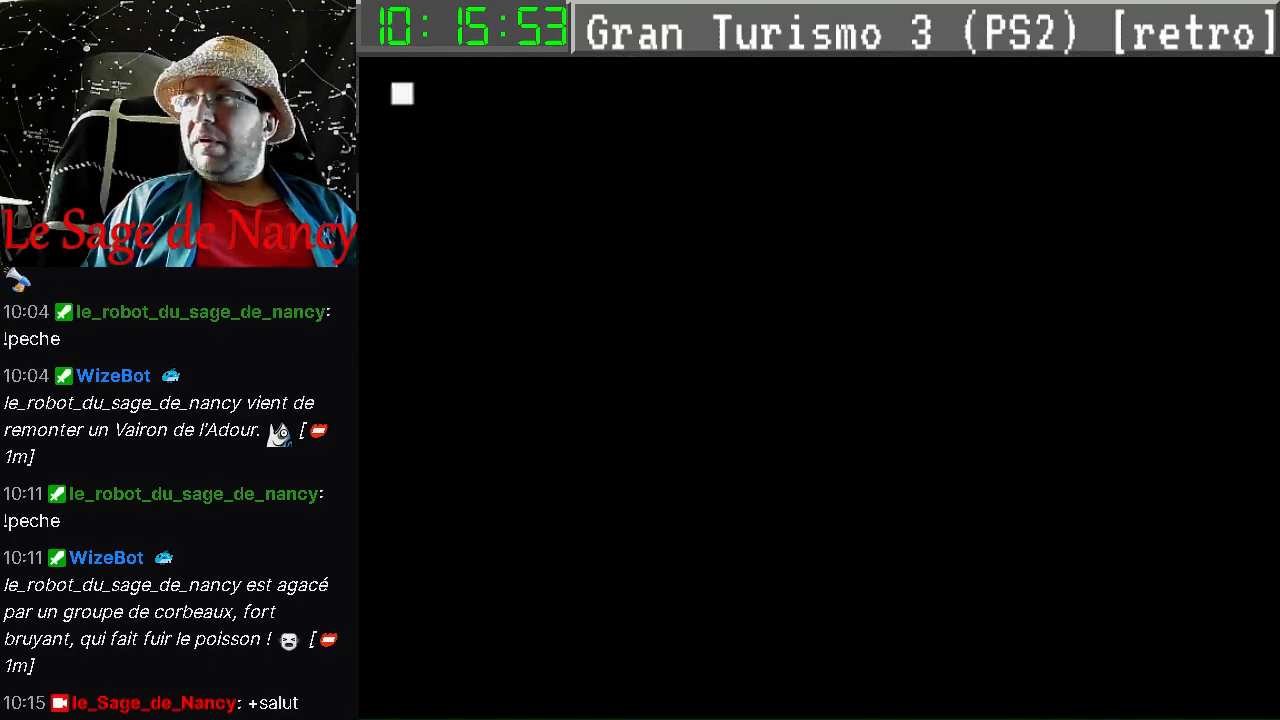 10:15:53
Gran Turismo 3 (PS2) [retro]
Le Sage de Nancy
10:04 le_robot_du_sage_de_nancy:
!peche
10:04 WizeBot
le_robot_du_sage_de_nancy vient de
remonter un Vairon de l'Adour. [
1m]
10:11 le_robot_du_sage_de_nancy:
!peche
10:11 WizeBot
le_robot_du_sage_de_nancy est agacé
par un groupe de corbeaux, fort
bruyant, qui fait fuir le poisson ! [
1m]
10:15 le_Sage_de_Nancy: +salut